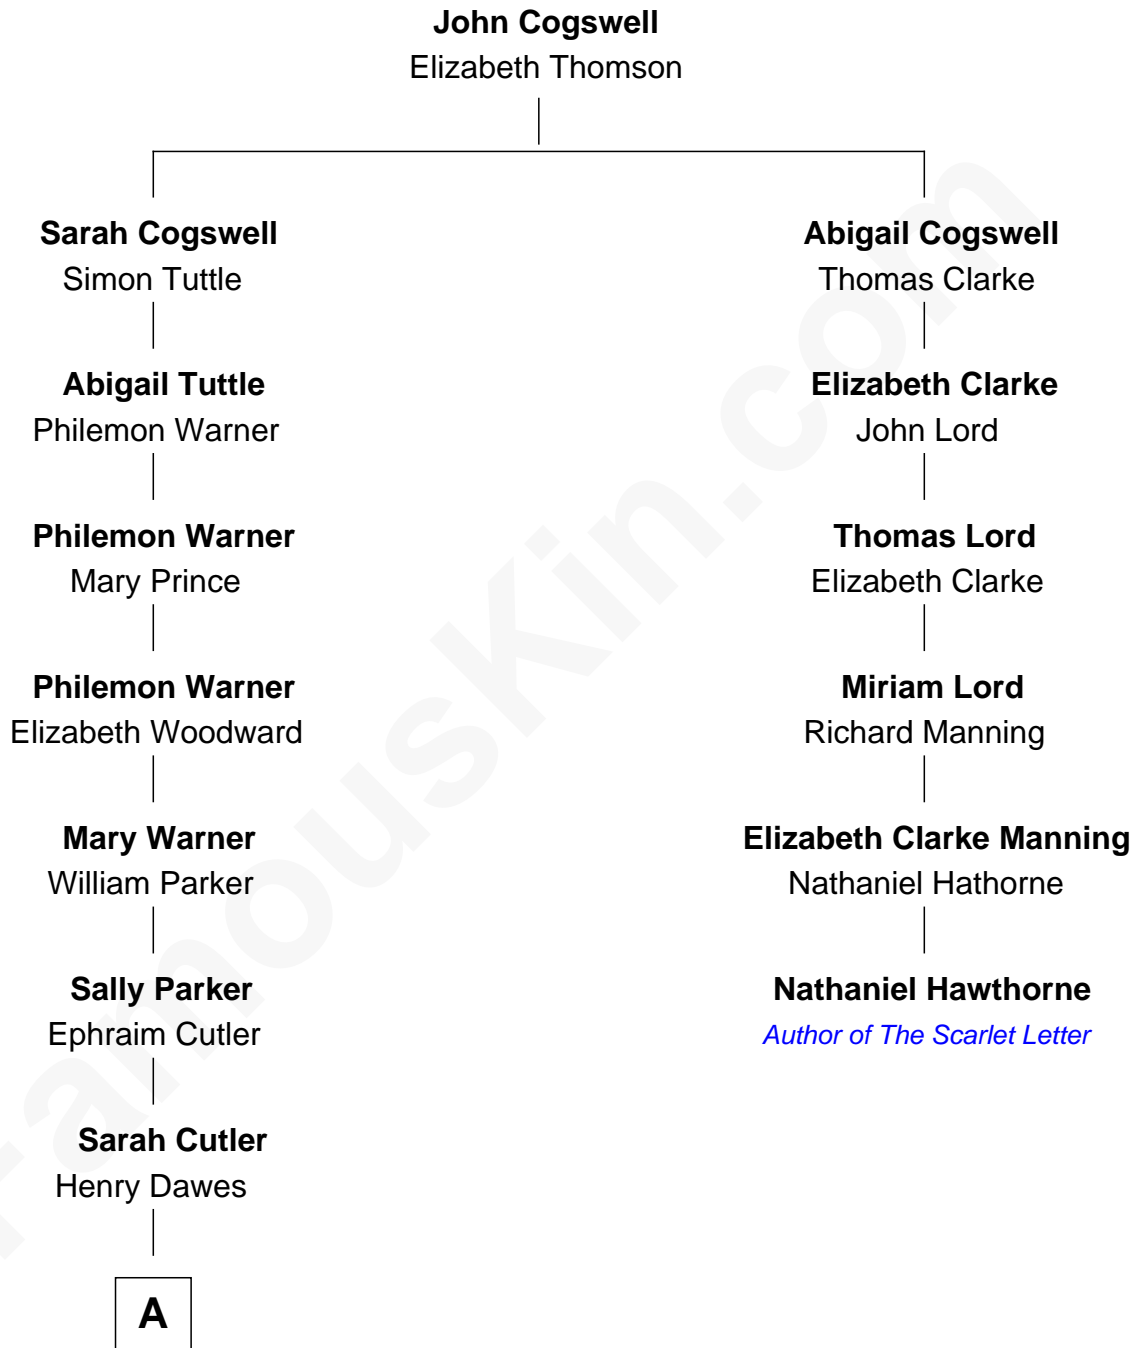 John Cogswell
Elizabeth Thomson
Sarah Cogswell
Simon Tuttle
Abigail Tuttle
Philemon Warner
Philemon Warner
Mary Prince
Philemon Warner
Elizabeth Woodward
Mary Warner
William Parker
Sally Parker
Ephraim Cutler
Sarah Cutler
Henry Dawes
A
Abigail Cogswell
Thomas Clarke
Elizabeth Clarke
John Lord
Thomas Lord
Elizabeth Clarke
Miriam Lord
Richard Manning
Elizabeth Clarke Manning
Nathaniel Hathorne
Nathaniel Hawthorne
Author of The Scarlet Letter
FamousKin.com